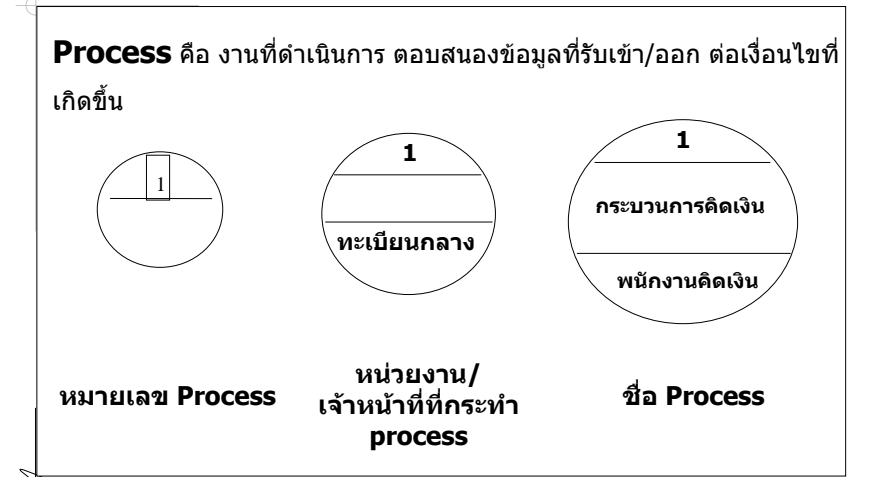 Process คือ งานที่ดำเนินการ ตอบสนองข้อมูลที่รับเข้า/ออก ต่อเงื่อนไขที่
เกิดขึ้น
1
1
ทะเบียนกลาง
1
กระบวนการคิดเงิน
พนักงานคิดเงิน
หมายเลข Process
หน่วยงาน/
เจ้าหน้าที่ที่กระทำ
process
ชื่อ Process